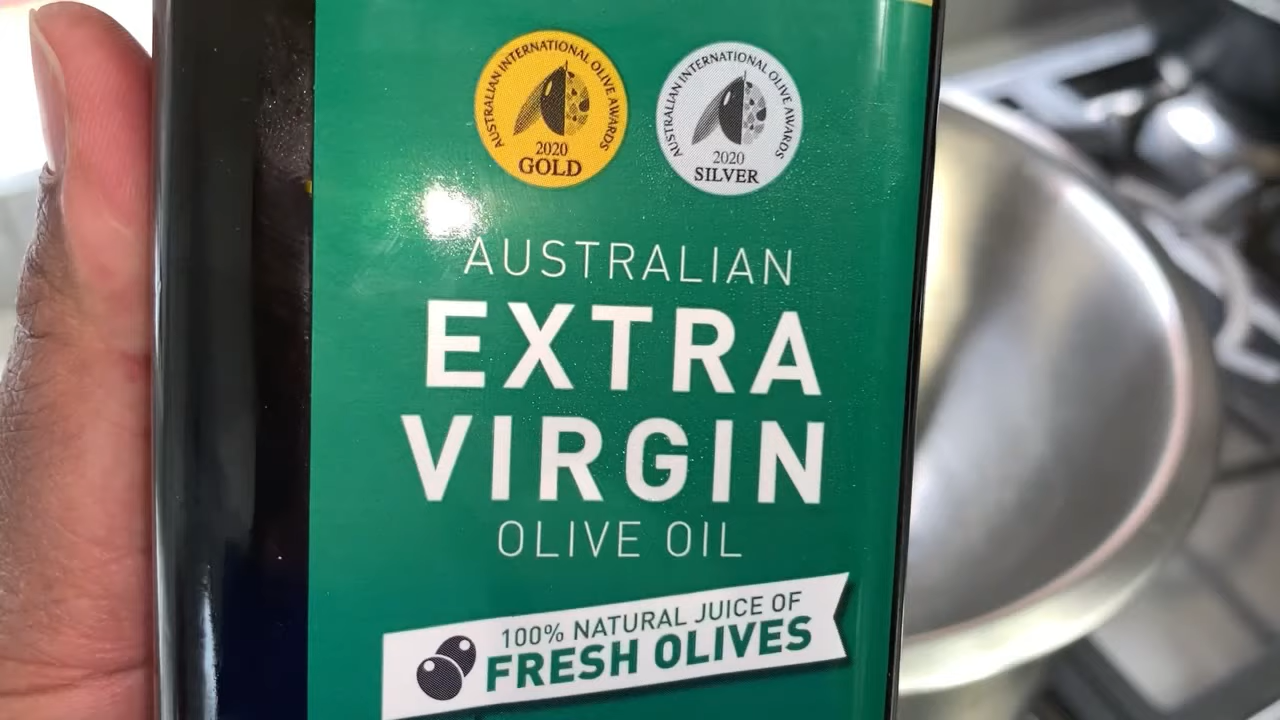 AUSTRALIAN INTERNATIONAL OLIVE AWARDS
2020
GOLD
AUSTRALIAN INTERNATIONAL OLIVE AWARDS
2020
SILVER
AUSTRALIAN
EXTRA
VIRGIN
OLIVE OIL
100% NATURAL JUICE OF
FRESH OLIVES